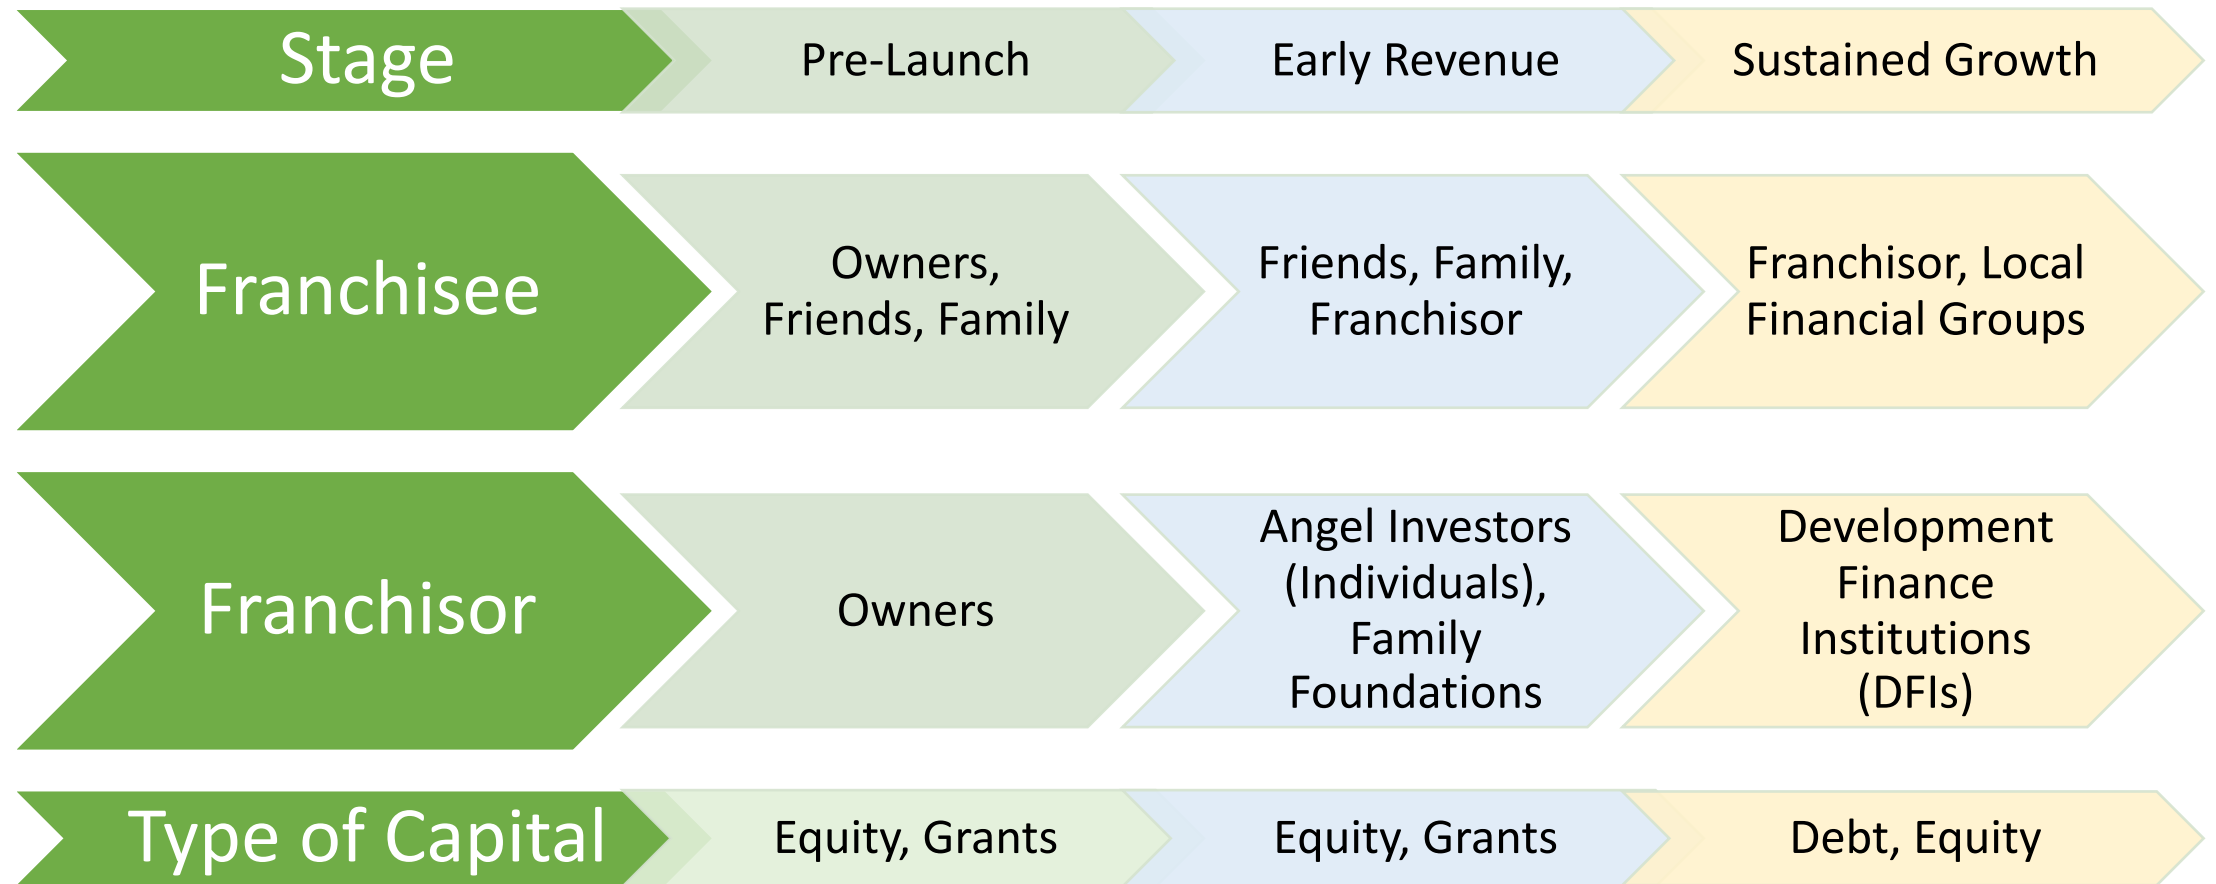 Stage
Pre-Launch
Early Revenue
Sustained Growth
Franchisee
Owners,
Friends, Family
Friends, Family,
Franchisor
Franchisor, Local
Financial Groups
Franchisor
Owners
Angel Investors
(Individuals),
Family
Foundations
Development
Finance
Institutions
(DFIs)
Type of Capital
Equity, Grants
Equity, Grants
Debt, Equity